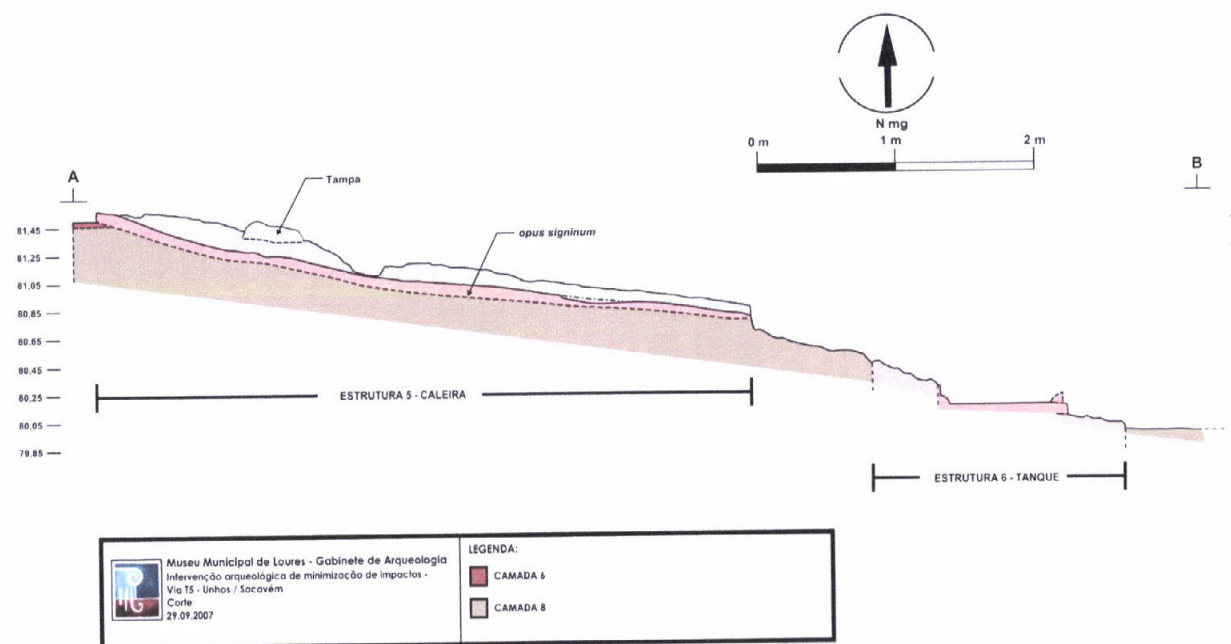 N mg
0 m 1 m 2 m
A
B
Tampa
opus signinum
81,45
81,25
81,05
80,85
80,65
80,45
80,25
80,05
79,85
ESTRUTURA 5 - CALEIRA
ESTRUTURA 6 - TANQUE
Museu Municipal de Loures - Gabinete de Arqueologia
Intervenção arqueológica de minimização de impactos -
Via T5 - Unhos / Sacavém
Corte
29.09.2007
LEGENDA:
CAMADA 6
CAMADA 8